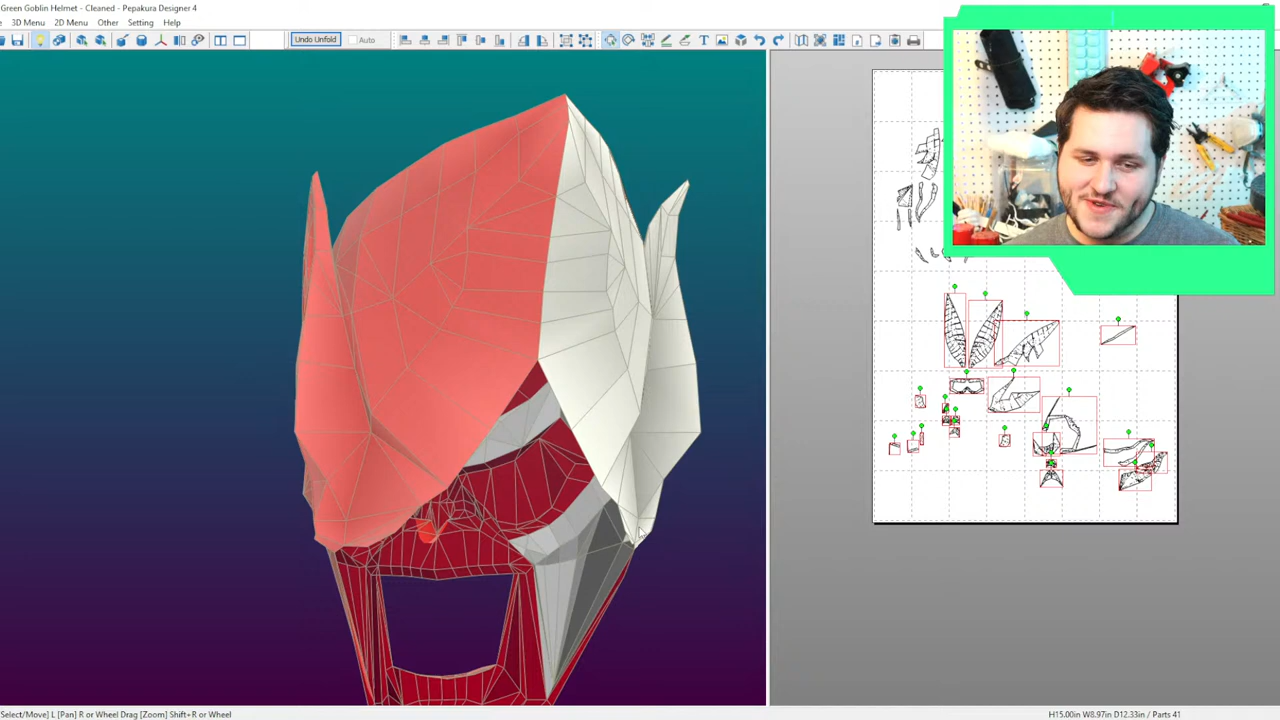 Green Goblin Helmet - Cleaned - Pepakura Designer 4
3D Menu 2D Menu Other Setting Help
Undo Unfold Auto
[Select/Move] L [Pan] R or Wheel Drag [Zoom] Shift+R or Wheel
H15.00in W8.97in D12.33in / Parts 41